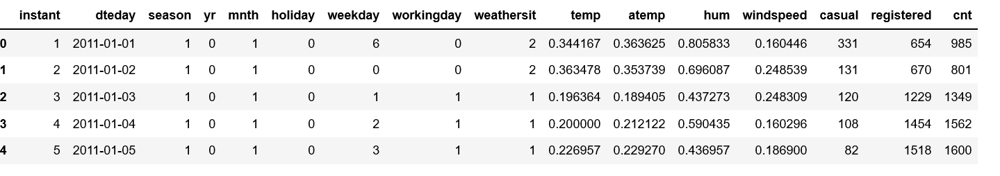 instant dteday season yr mnth holiday weekday workingday weathersit temp atemp hum windspeed casual registered cnt
0 1 2011-01-01 1 0 1 0 6 0 2 0.344167 0.363625 0.805833 0.160446 331 654 985
1 2 2011-01-02 1 0 1 0 0 0 2 0.363478 0.353739 0.696087 0.248539 131 670 801
2 3 2011-01-03 1 0 1 0 1 1 1 0.196364 0.189405 0.437273 0.248309 120 1229 1349
3 4 2011-01-04 1 0 1 0 2 1 1 0.200000 0.212122 0.590435 0.160296 108 1454 1562
4 5 2011-01-05 1 0 1 0 3 1 1 0.226957 0.229270 0.436957 0.186900 82 1518 1600